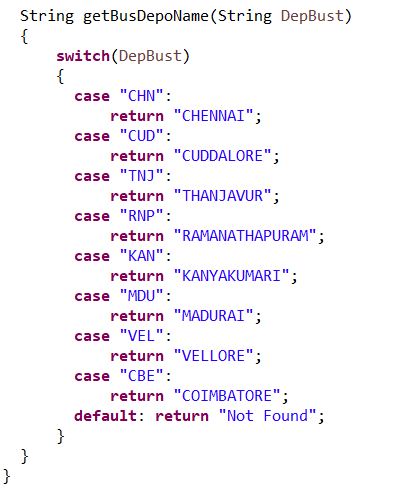 String getBusDepoName(String DepBust)
{
switch(DepBust)
{
case "CHN":
return "CHENNAI";
case "CUD":
return "CUDDALORE";
case "TNJ":
return "THANJAVUR";
case "RNP":
return "RAMANATHAPURAM";
case "KAN":
return "KANYAKUMARI";
case "MDU":
return "MADURAI";
case "VEL":
return "VELLORE";
case "CBE":
return "COIMBATORE";
default: return "Not Found";
}
}
}